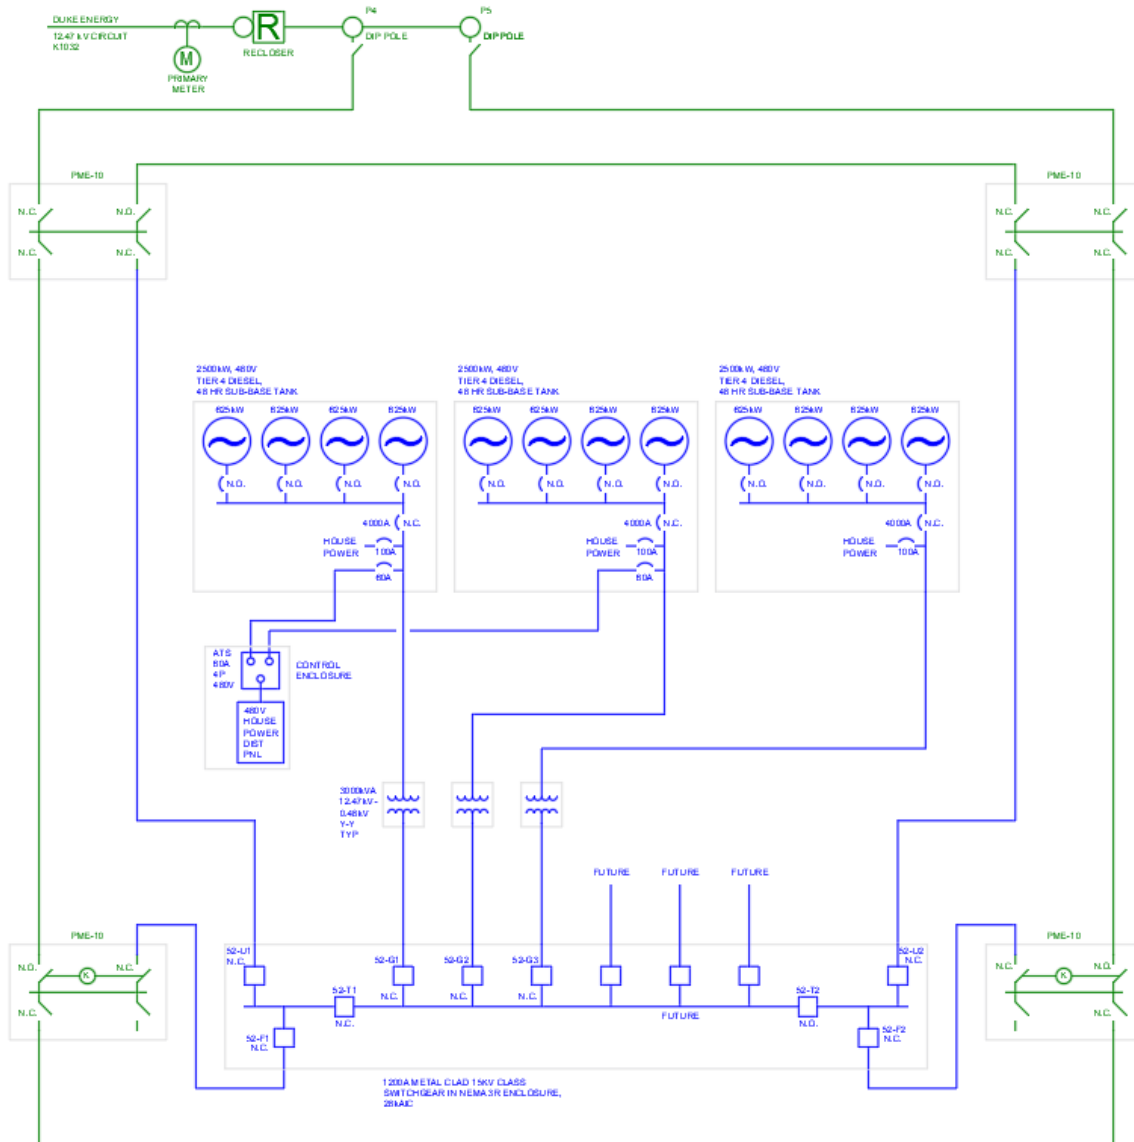 P4
P5
DUKE ENERGY
12.47 kV CIRCUIT
K1032
R
DIP POLE
DIP POLE
RECLOSER
M
PRIMARY
METER
PME-10
PME-10
N.C.
N.O.
N.C.
N.C.
N.C.
N.C.
N.C.
N.C.
2500kW, 480V
TIER 4 DIESEL,
48 HR SUB-BASE TANK
2500kW, 480V
TIER 4 DIESEL,
48 HR SUB-BASE TANK
2500kW, 480V
TIER 4 DIESEL,
48 HR SUB-BASE TANK
625kW 625kW 625kW 625kW
625kW 625kW 625kW 625kW
625kW 625kW 625kW 625kW
N.O. N.O. N.O. N.O.
N.O. N.O. N.O. N.O.
N.O. N.O. N.O. N.O.
4000A N.C.
4000A N.C.
4000A N.C.
HOUSE
POWER
100A
HOUSE
POWER
100A
HOUSE
POWER
100A
60A
60A
ATS
60A
4P
480V
CONTROL
ENCLOSURE
480V
HOUSE
POWER
DIST
PNL
3000kVA
12.47kV-
0.48kV
Y-Y
TYP
FUTURE
FUTURE
FUTURE
PME-10
PME-10
N.O.
K
N.C.
N.C.
52-U1
N.C.
52-G1
N.C.
52-G2
N.C.
52-G3
N.C.
52-U2
N.C.
N.C.
K
N.O.
N.C.
52-T1
N.C.
FUTURE
52-T2
N.O.
52-F1
N.C.
52-F2
N.C.
1200A METAL CLAD 15KV CLASS
SWITCHGEAR IN NEMA 3R ENCLOSURE,
28kAIC